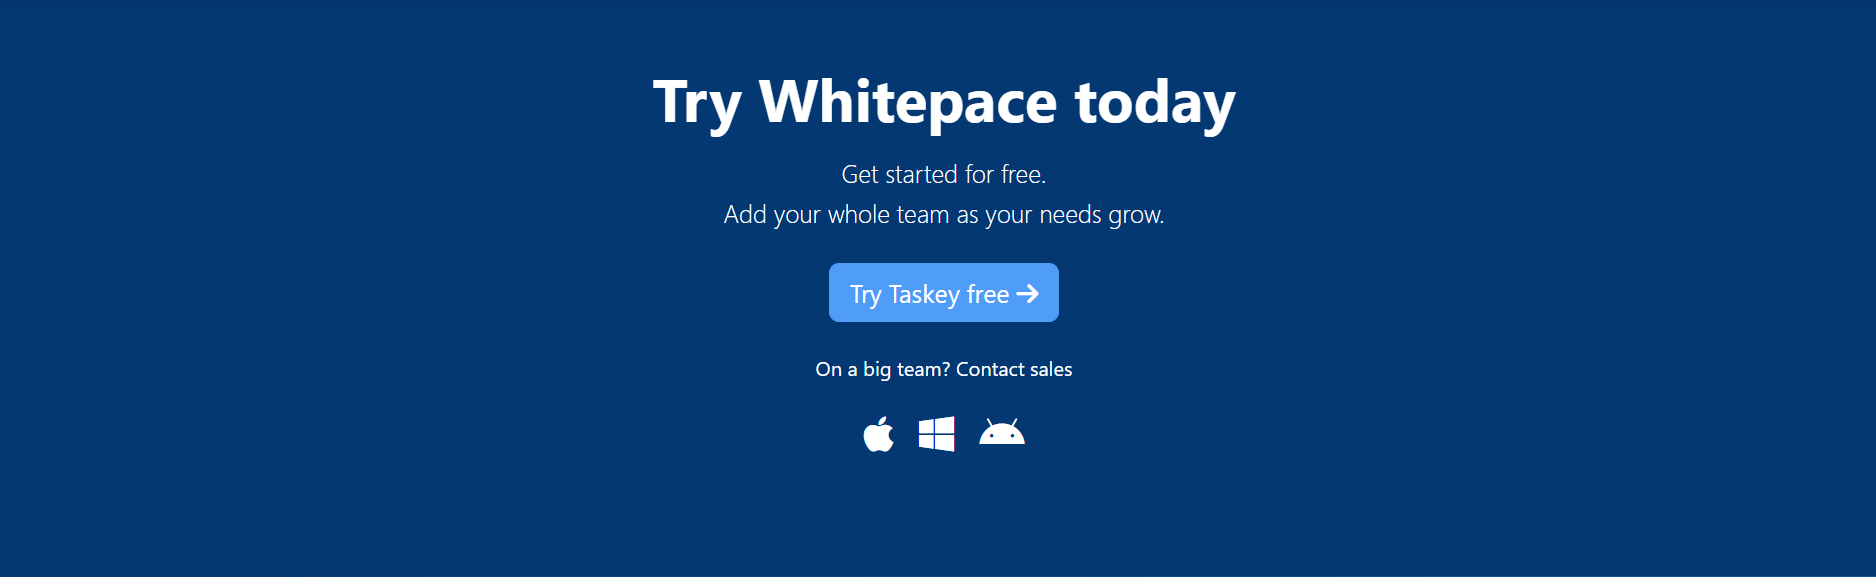 Try Whitepace today
Get started for free.
Add your whole team as your needs grow.
Try Taskey free
On a big team? Contact sales